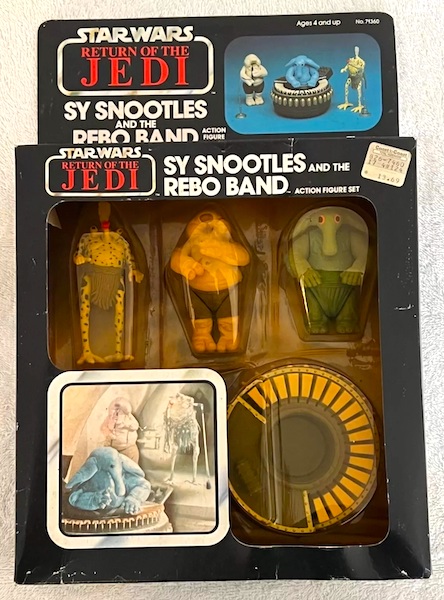 Ages 4 and up No. 71360
STAR WARS
RETURN OF THE
JEDI
SY SNOOTLES
AND THE
REBO BAND ACTION
FIGURE
STAR WARS
RETURN OF THE
JEDI
SY SNOOTLES AND THE
REBO BAND ACTION FIGURE SET